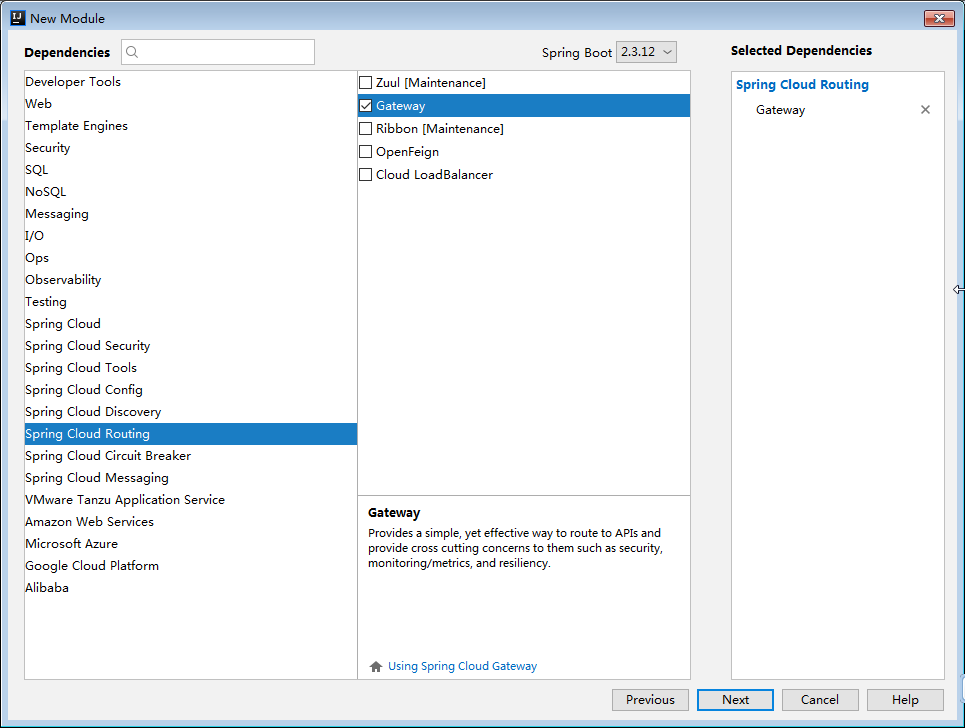 New Module
Dependencies
Spring Boot 2.3.12
Selected Dependencies
Developer Tools
Web
Template Engines
Security
SQL
NoSQL
Messaging
I/O
Ops
Observability
Testing
Spring Cloud
Spring Cloud Security
Spring Cloud Tools
Spring Cloud Config
Spring Cloud Discovery
Spring Cloud Routing
Spring Cloud Circuit Breaker
Spring Cloud Messaging
VMware Tanzu Application Service
Amazon Web Services
Microsoft Azure
Google Cloud Platform
Alibaba
Zuul [Maintenance]
Gateway
Ribbon [Maintenance]
OpenFeign
Cloud LoadBalancer
Gateway
Provides a simple, yet effective way to route to APIs and
provide cross cutting concerns to them such as security,
monitoring/metrics, and resiliency.
Using Spring Cloud Gateway
Spring Cloud Routing
Gateway
Previous
Next
Cancel
Help